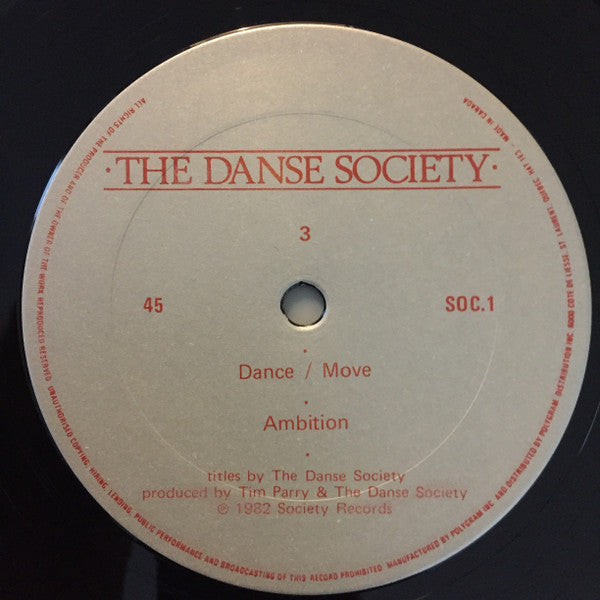 · THE DANSE SOCIETY ·
3
45
SOC.1
·
Dance / Move
·
Ambition
·
titles by The Danse Society
produced by Tim Parry & The Danse Society
℗ 1982 Society Records
ALL RIGHTS OF THE PRODUCER AND OF THE OWNER OF THE WORK REPRODUCED RESERVED. UNAUTHORISED COPYING, HIRING, LENDING, PUBLIC PERFORMANCE AND BROADCASTING OF THIS RECORD PROHIBITED. MANUFACTURED BY POLYGRAM INC. AND DISTRIBUTED BY POLYGRAM DISTRIBUTION INC. 6000 COTE DE LIESSE, ST LAURENT, QUEBEC, H4T 1E3 - MADE IN CANADA